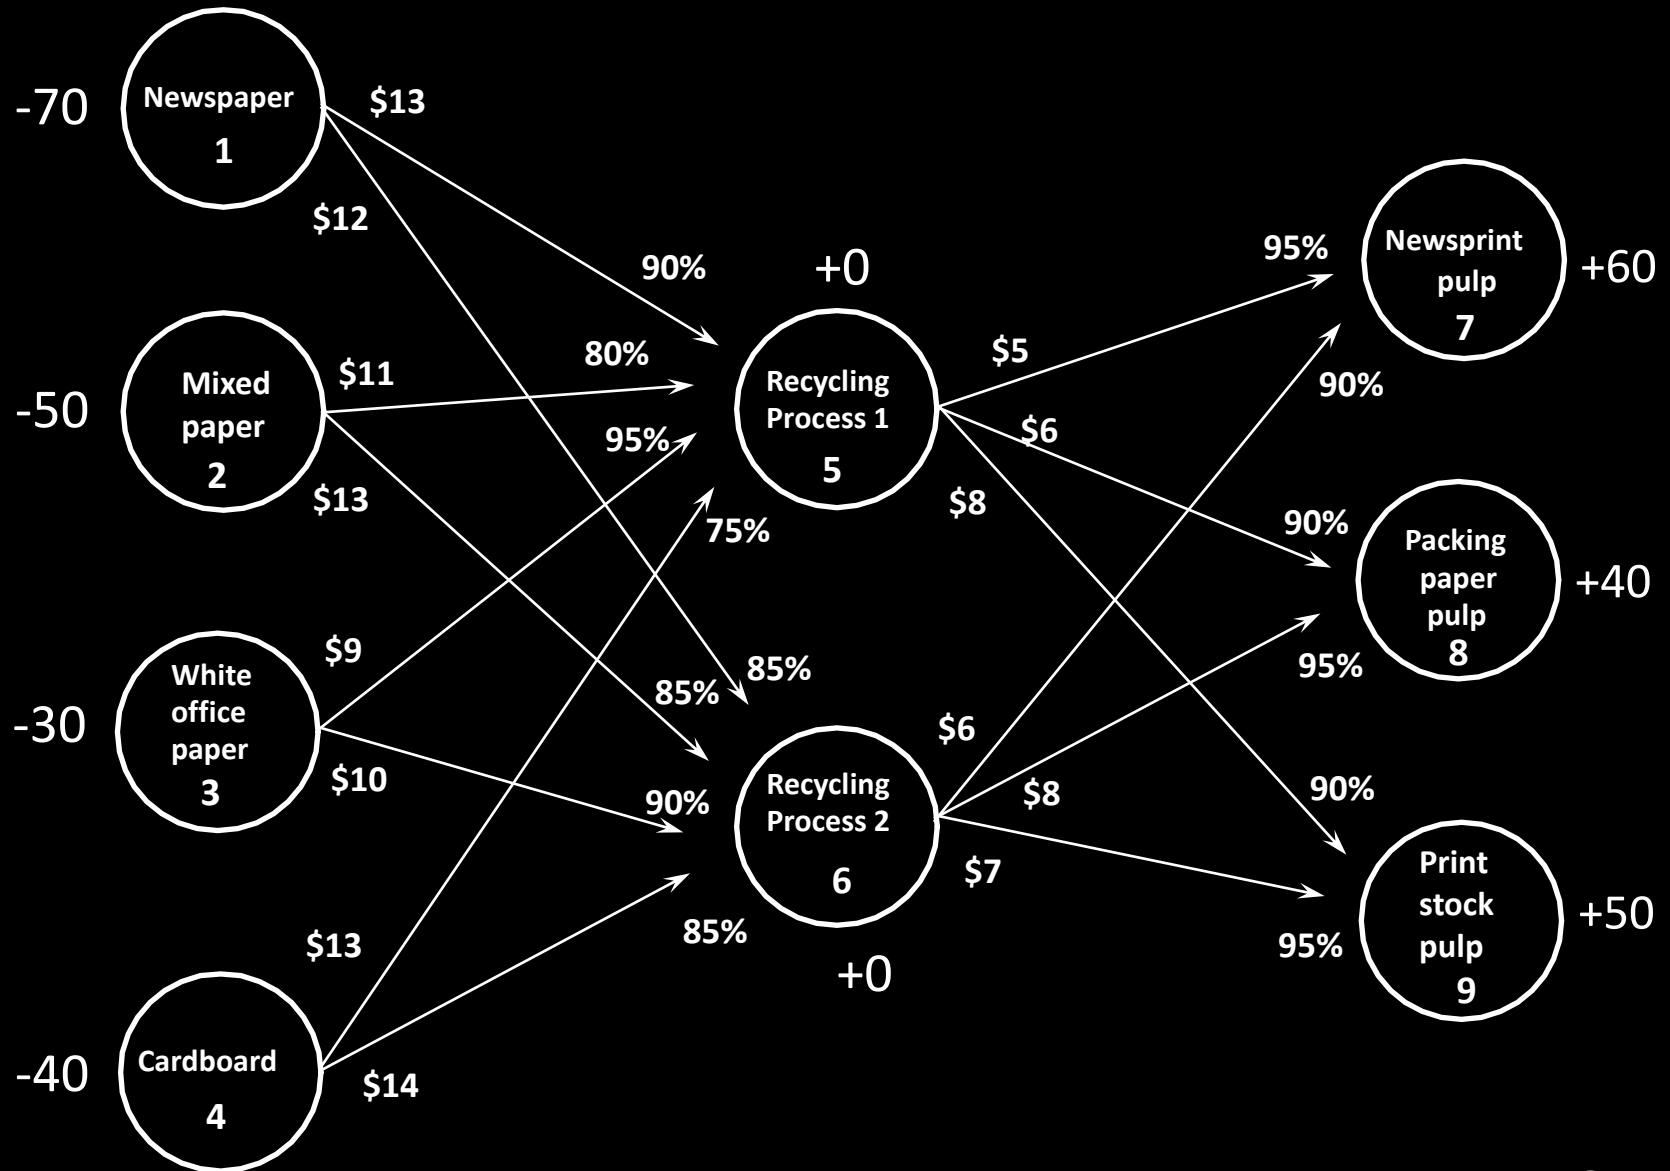 -70
Newspaper
1
$13
$12
90%
-50
Mixed
paper
2
$11
$13
80%
95%
75%
-30
White
office
paper
3
$9
$10
85%
85%
90%
-40
Cardboard
4
$13
$14
85%
+0
Recycling
Process 1
5
$5
$6
$8
Recycling
Process 2
6
+0
$6
$8
$7
95%
90%
Newsprint
pulp
7
+60
90%
95%
Packing
paper
pulp
8
+40
90%
95%
Print
stock
pulp
9
+50